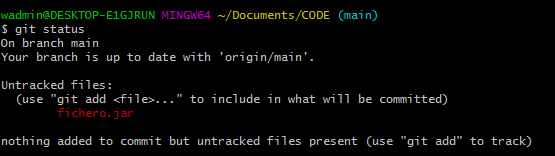 wadmin@DESKTOP-E1GJRUN MINGW64 ~/Documents/CODE (main)
$ git status
On branch main
Your branch is up to date with 'origin/main'.
Untracked files:
(use "git add <file>..." to include in what will be committed)
fichero.jar
nothing added to commit but untracked files present (use "git add" to track)